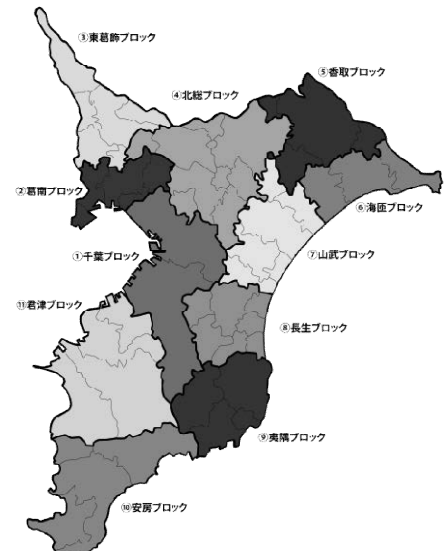 ③東葛飾ブロック
④北総ブロック
⑤香取ブロック
②葛南ブロック
⑥海匝ブロック
①千葉ブロック
⑦山武ブロック
⑪君津ブロック
⑧長生ブロック
⑨夷隅ブロック
⑩安房ブロック